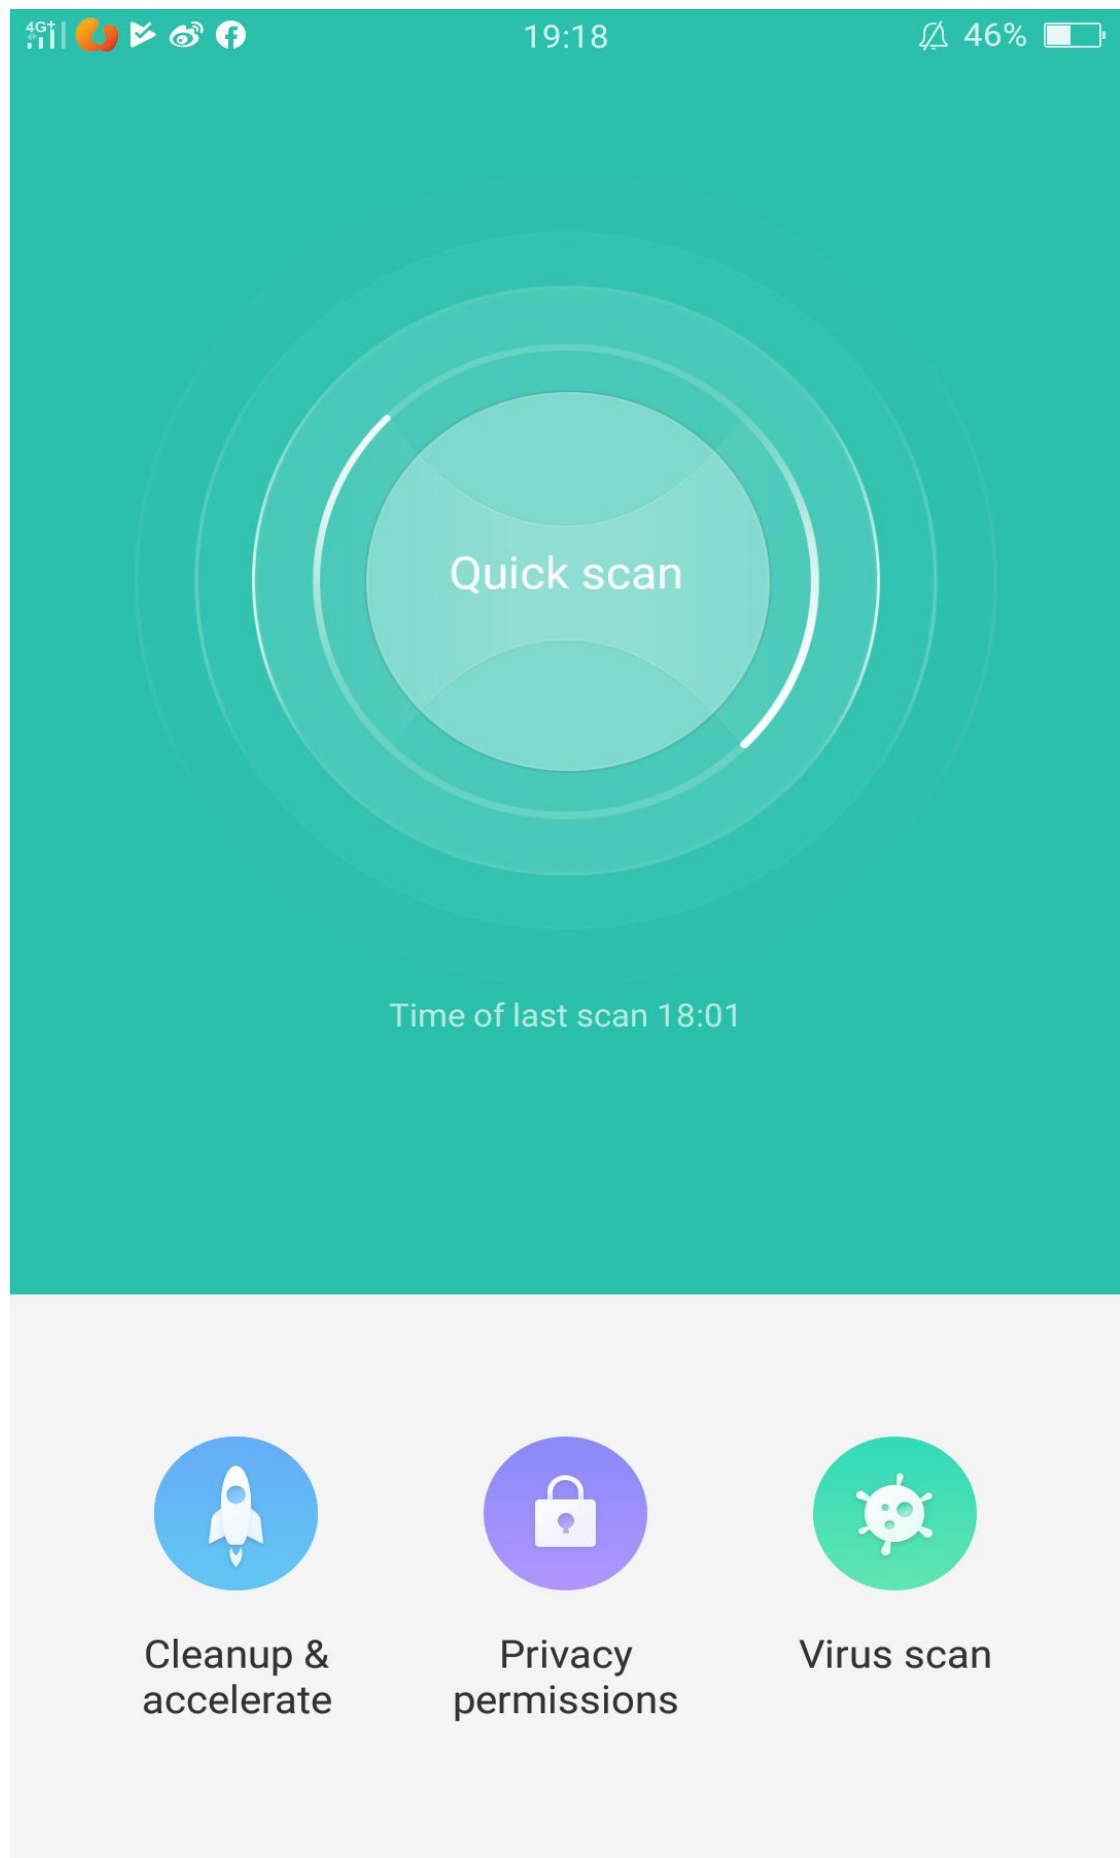 4G+
19:18
46%
Quick scan
Time of last scan 18:01
Cleanup &
accelerate
Privacy
permissions
Virus scan